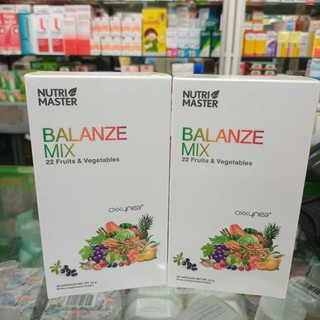 NUTRI
MASTER
BALANZE
MIX
22 Fruits & Vegetables
oxxynea
NUTRI
MASTER
BALANZE
MIX
22 Fruits & Vegetables
oxxynea